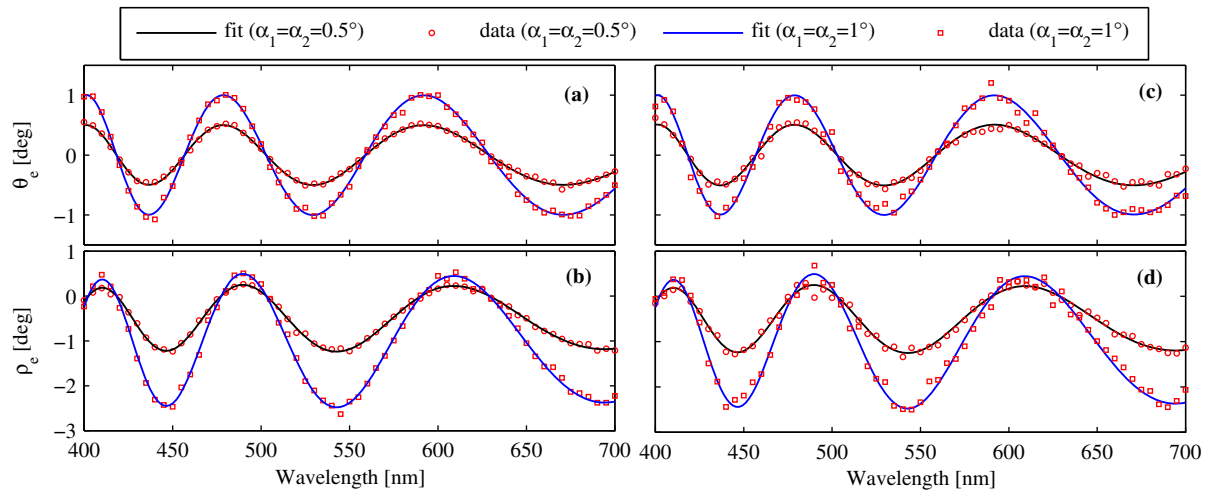 fit (α₁=α₂=0.5°) data (α₁=α₂=0.5°) fit (α₁=α₂=1°) data (α₁=α₂=1°)
(a)
(c)
1
0
−1
θₑ [deg]
(b)
(d)
1
0
−1
−2
−3
ρₑ [deg]
400 450 500 550 600 650 700
400 450 500 550 600 650 700
Wavelength [nm]
Wavelength [nm]